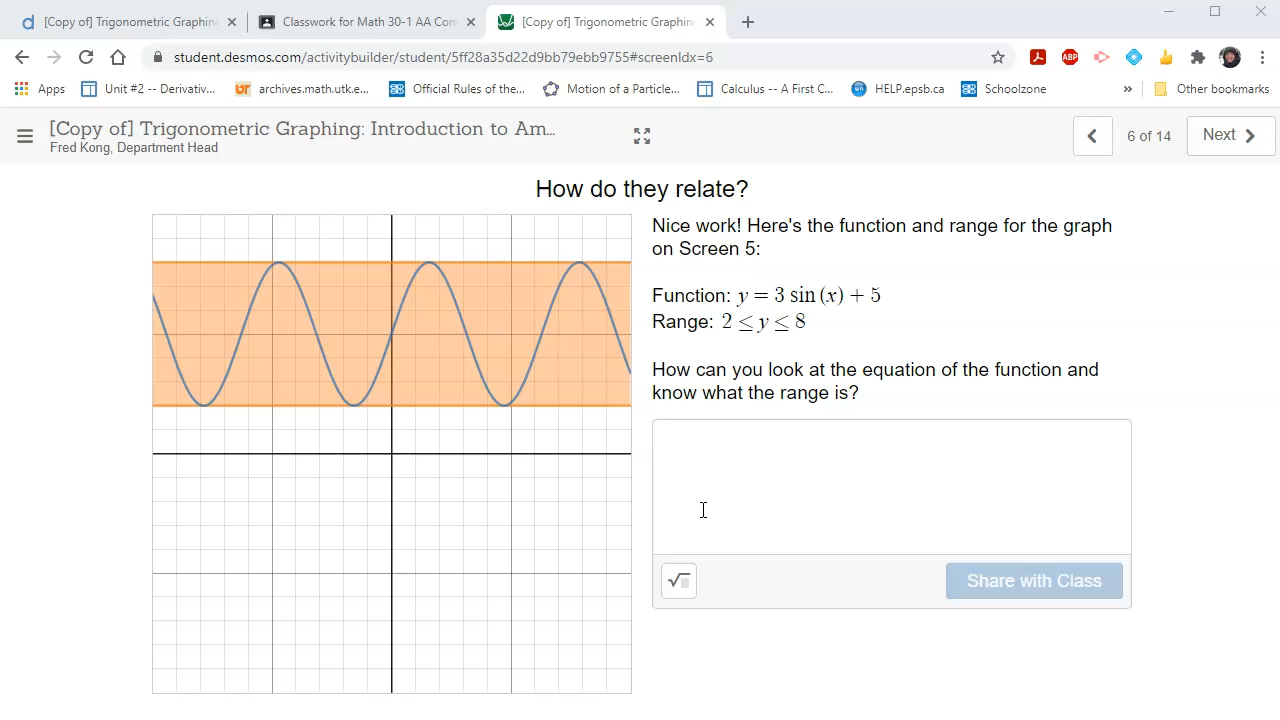 [Copy of] Trigonometric Graphing
Classwork for Math 30-1 AA Com
[Copy of] Trigonometric Graphin
student.desmos.com/activitybuilder/student/5ff28a35d22d9bb79ebb9755#screenIdx=6
ABP
Apps
Unit #2 -- Derivativ...
UT
archives.math.utk.e...
Official Rules of the...
Motion of a Particle...
Calculus -- A First C...
HELP.epsb.ca
Schoolzone
»
Other bookmarks
[Copy of] Trigonometric Graphing: Introduction to Am...
Fred Kong, Department Head
6 of 14
Next
How do they relate?
Nice work! Here's the function and range for the graph
on Screen 5:
Function: y = 3 sin (x) + 5
Range: 2 ≤ y ≤ 8
How can you look at the equation of the function and
know what the range is?
Share with Class